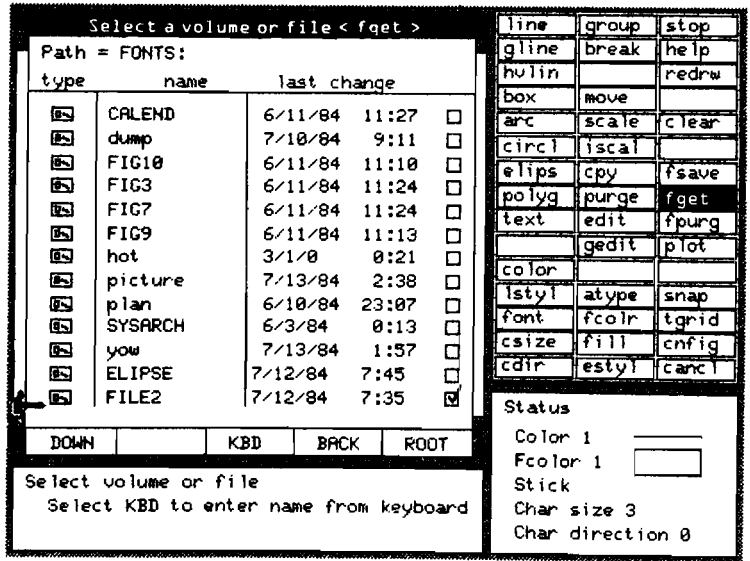 Select a volume or file < fget >
Path = FONTS:
type name last change
CALEND 6/11/84 11:27
dump 7/10/84 9:11
FIG10 6/11/84 11:10
FIG3 6/11/84 11:24
FIG7 6/11/84 11:24
FIG9 6/11/84 11:13
hot 3/1/0 0:21
picture 7/13/84 2:38
plan 6/10/84 23:07
SYSARCH 6/3/84 0:13
yow 7/13/84 1:57
ELIPSE 7/12/84 7:45
FILE2 7/12/84 7:35
DOWN KBD BACK ROOT
Select volume or file
Select KBD to enter name from keyboard
line group stop
gline break help
hvlin redrw
box move
arc scale clear
circl iscal
elips cpy fsave
polyg purge fget
text edit fpurg
gedit plot
color
lstyl atype snap
font fcolr tgrid
csize fill cnfig
cdir estyl cancl
Status
Color 1
Fcolor 1
Stick
Char size 3
Char direction 0